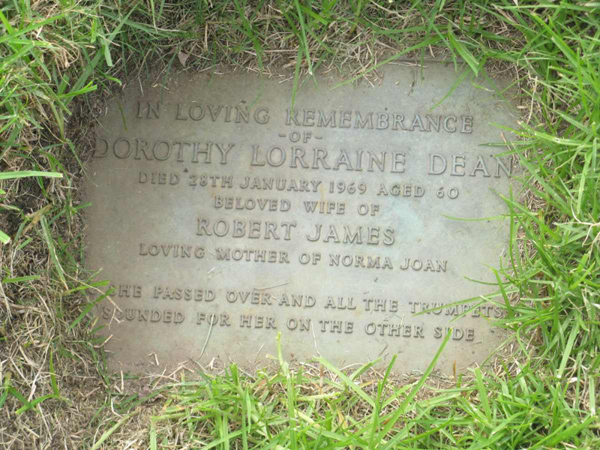 IN LOVING REMEMBRANCE
-OF-
DOROTHY LORRAINE DEAN
DIED 28TH JANUARY 1969 AGED 60
BELOVED WIFE OF
ROBERT JAMES
LOVING MOTHER OF NORMA JOAN
SHE PASSED OVER AND ALL THE TRUMPETS
SOUNDED FOR HER ON THE OTHER SIDE